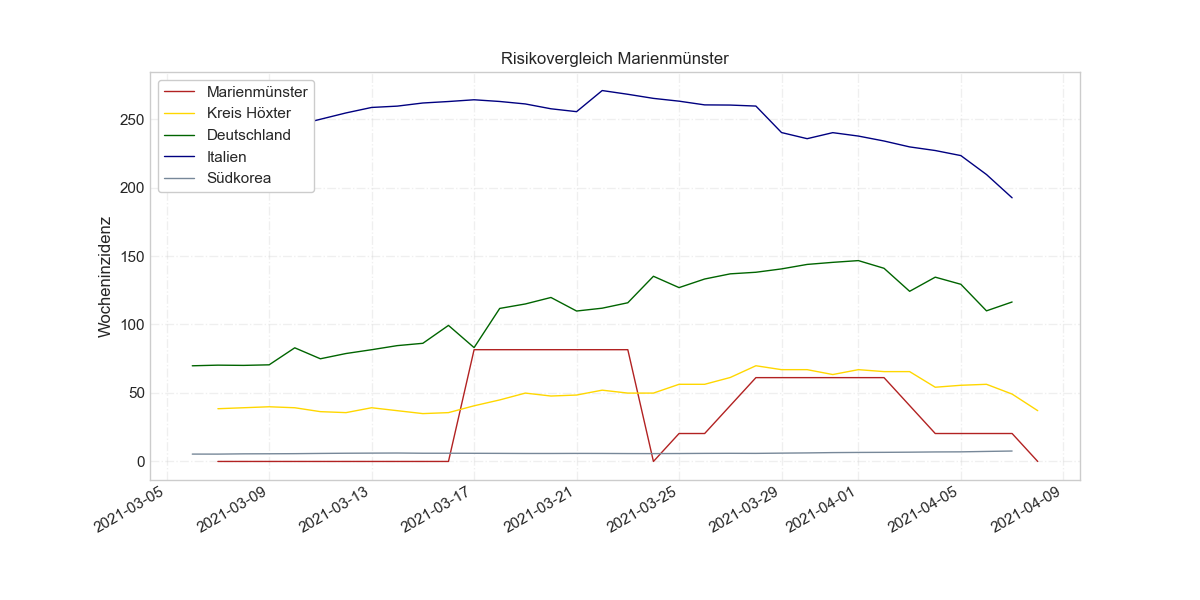 Risikovergleich Marienmünster
Marienmünster
Kreis Höxter
Deutschland
Italien
Südkorea
Wocheninzidenz
250
200
150
100
50
0
2021-03-05
2021-03-09
2021-03-13
2021-03-17
2021-03-21
2021-03-25
2021-03-29
2021-04-01
2021-04-05
2021-04-09